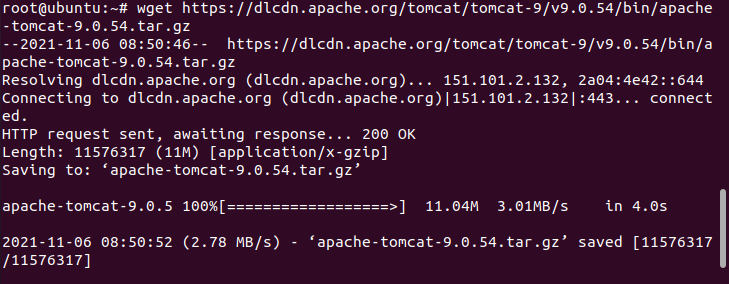 root@ubuntu:~# wget https://dlcdn.apache.org/tomcat/tomcat-9/v9.0.54/bin/apache
-tomcat-9.0.54.tar.gz
--2021-11-06 08:50:46--  https://dlcdn.apache.org/tomcat/tomcat-9/v9.0.54/bin/a
pache-tomcat-9.0.54.tar.gz
Resolving dlcdn.apache.org (dlcdn.apache.org)... 151.101.2.132, 2a04:4e42::644
Connecting to dlcdn.apache.org (dlcdn.apache.org)|151.101.2.132|:443... connect
ed.
HTTP request sent, awaiting response... 200 OK
Length: 11576317 (11M) [application/x-gzip]
Saving to: ‘apache-tomcat-9.0.54.tar.gz’
apache-tomcat-9.0.5 100%[==================>]  11.04M  3.01MB/s    in 4.0s
2021-11-06 08:50:52 (2.78 MB/s) - ‘apache-tomcat-9.0.54.tar.gz’ saved [11576317
/11576317]